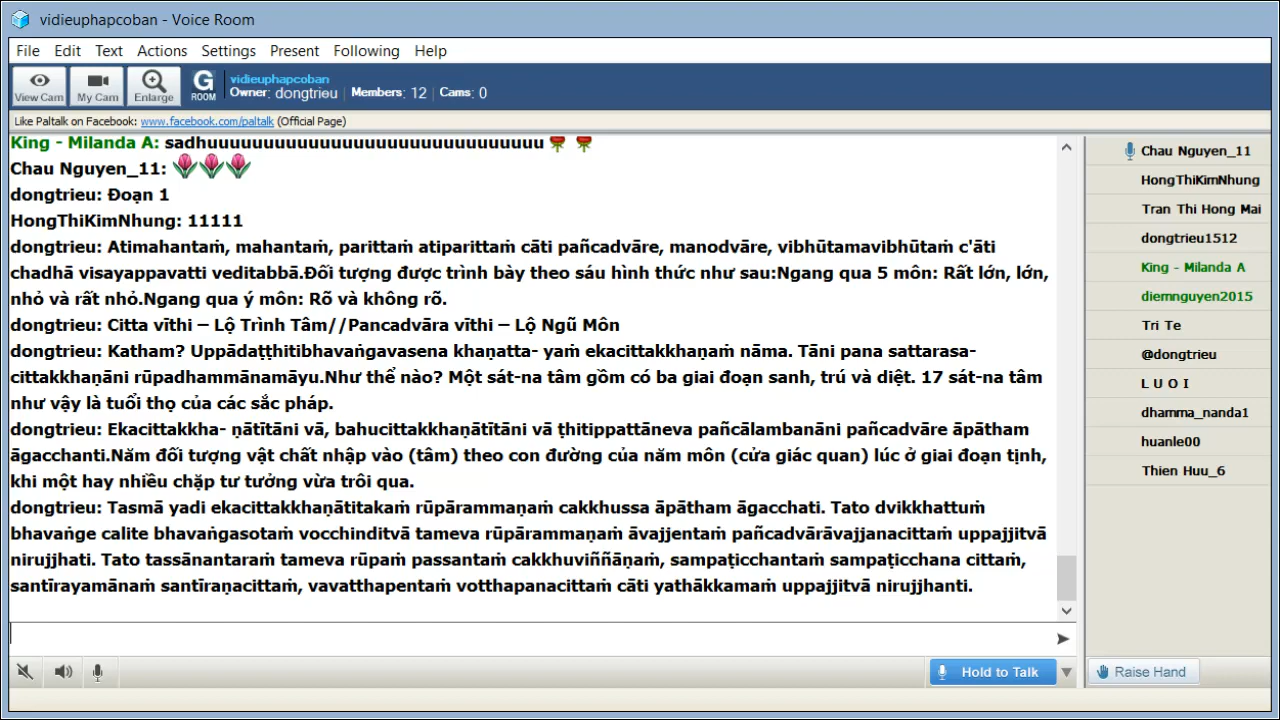 vidieuphapcoban - Voice Room
File Edit Text Actions Settings Present Following Help
View Cam My Cam Enlarge G ROOM
vidieuphapcoban
Owner: dongtrieu | Members: 12 | Cams: 0
Like Paltalk on Facebook: www.facebook.com/paltalk (Official Page)
King - Milanda A: sadhuuuuuuuuuuuuuuuuuuuuuuuuuuuuuu
Chau Nguyen_11:
dongtrieu: Đoạn 1
HongThiKimNhung: 11111
dongtrieu: Atimahantaṁ, mahantaṁ, parittaṁ atiparittaṁ cāti pañcadvāre, manodvāre, vibhūtamavibhūtaṁ c'āti
chadhā visayappavatti veditabbā.Đối tượng được trình bày theo sáu hình thức như sau:Ngang qua 5 môn: Rất lớn, lớn,
nhỏ và rất nhỏ.Ngang qua ý môn: Rõ và không rõ.
dongtrieu: Citta vīthi – Lộ Trình Tâm//Pancadvāra vīthi – Lộ Ngũ Môn
dongtrieu: Katham? Uppādaṭṭhitibhavaṅgavasena khaṇatta- yaṁ ekacittakkhaṇaṁ nāma. Tāni pana sattarasa-
cittakkhaṇāni rūpadhammānamāyu.Như thể nào? Một sát-na tâm gồm có ba giai đoạn sanh, trú và diệt. 17 sát-na tâm
như vậy là tuổi thọ của các sắc pháp.
dongtrieu: Ekacittakkha- ṇātītāni vā, bahucittakkhaṇātītāni vā ṭhitippattāneva pañcālambanāni pañcadvāre āpātham
āgacchanti.Năm đối tượng vật chất nhập vào (tâm) theo con đường của năm môn (cửa giác quan) lúc ở giai đoạn tịnh,
khi một hay nhiều chặp tư tưởng vừa trôi qua.
dongtrieu: Tasmā yadi ekacittakkhaṇātitakaṁ rūpārammaṇaṁ cakkhussa āpātham āgacchati. Tato dvikkhattuṁ
bhavaṅge calite bhavaṅgasotaṁ vocchinditvā tameva rūpārammaṇaṁ āvajjentaṁ pañcadvārāvajjanacittaṁ uppajjitvā
nirujjhati. Tato tassānantaraṁ tameva rūpaṁ passantaṁ cakkhuviññāṇaṁ, sampaṭicchantaṁ sampaṭicchana cittaṁ,
santīrayamānaṁ santīraṇacittaṁ, vavatthapentaṁ votthapanacittaṁ cāti yathākkamaṁ uppajjitvā nirujjhanti.
Chau Nguyen_11
HongThiKimNhung
Tran Thi Hong Mai
dongtrieu1512
King - Milanda A
diemnguyen2015
Tri Te
@dongtrieu
L U O I
dhamma_nanda1
huanle00
Thien Huu_6
Hold to Talk
Raise Hand